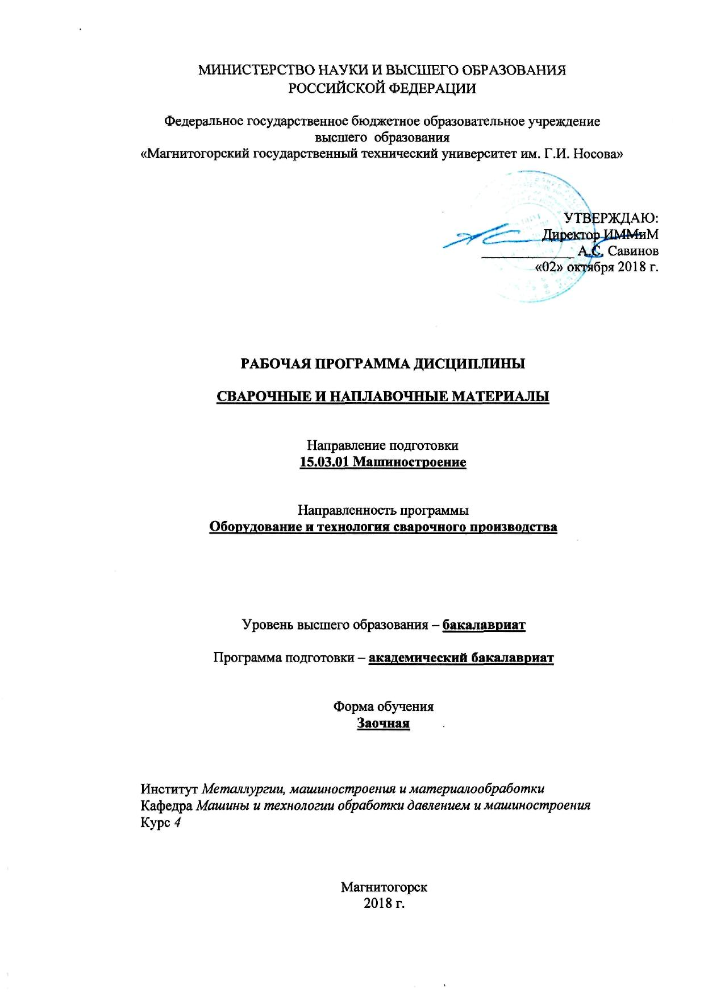 МИНИСТЕРСТВО НАУКИ И ВЫСШЕГО ОБРАЗОВАНИЯ
РОССИЙСКОЙ ФЕДЕРАЦИИ
Федеральное государственное бюджетное образовательное учреждение
высшего образования
«Магнитогорский государственный технический университет им. Г.И. Носова»
УТВЕРЖДАЮ:
Директор ИММиМ
А.С. Савинов
«02» октября 2018 г.
РАБОЧАЯ ПРОГРАММА ДИСЦИПЛИНЫ
СВАРОЧНЫЕ И НАПЛАВОЧНЫЕ МАТЕРИАЛЫ
Направление подготовки
15.03.01 Машиностроение
Направленность программы
Оборудование и технология сварочного производства
Уровень высшего образования – бакалавриат
Программа подготовки – академический бакалавриат
Форма обучения
Заочная
Институт Металлургии, машиностроения и материалообработки
Кафедра Машины и технологии обработки давлением и машиностроения
Курс 4
Магнитогорск
2018 г.